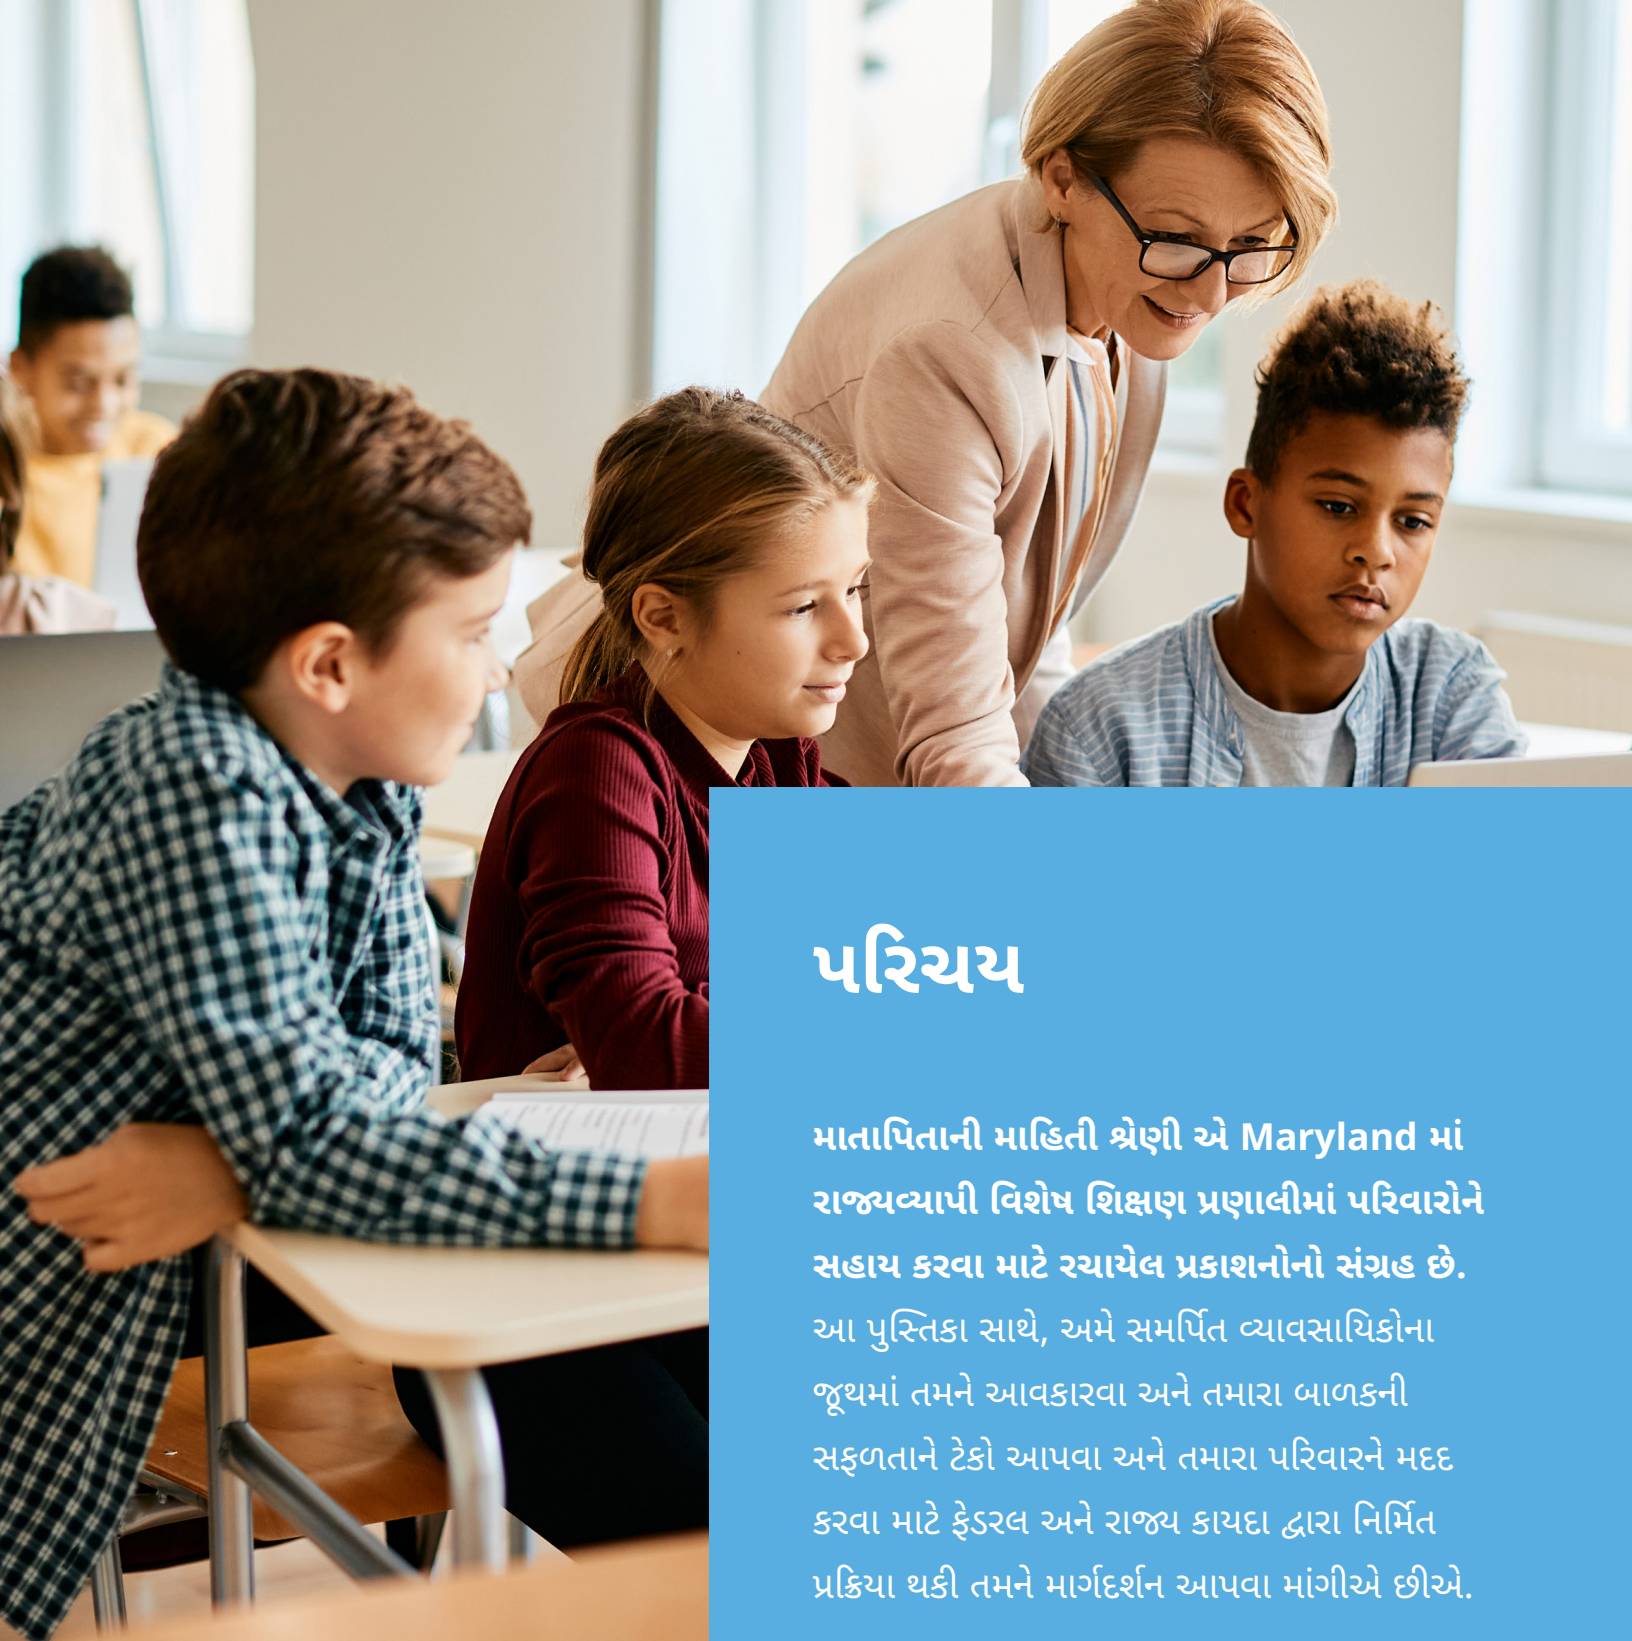 પરિચય
માતાપિતાની માહિતી શ્રેણી એ Maryland માં
રાજ્યવ્યાપી વિશેષ શિક્ષણ પ્રણાલીમાં પરિવારોને
સહાય કરવા માટે રચાયેલ પ્રકાશનોનો સંગ્રહ છે.
આ પુસ્તિકા સાથે, અમે સમર્પિત વ્યાવસાયિકોના
જૂથમાં તમને આવકારવા અને તમારા બાળકની
સફળતાને ટેકો આપવા અને તમારા પરિવારને મદદ
કરવા માટે ફેડરલ અને રાજ્ય કાયદા દ્વારા નિર્મિત
પ્રક્રિયા થકી તમને માર્ગદર્શન આપવા માંગીએ છીએ.